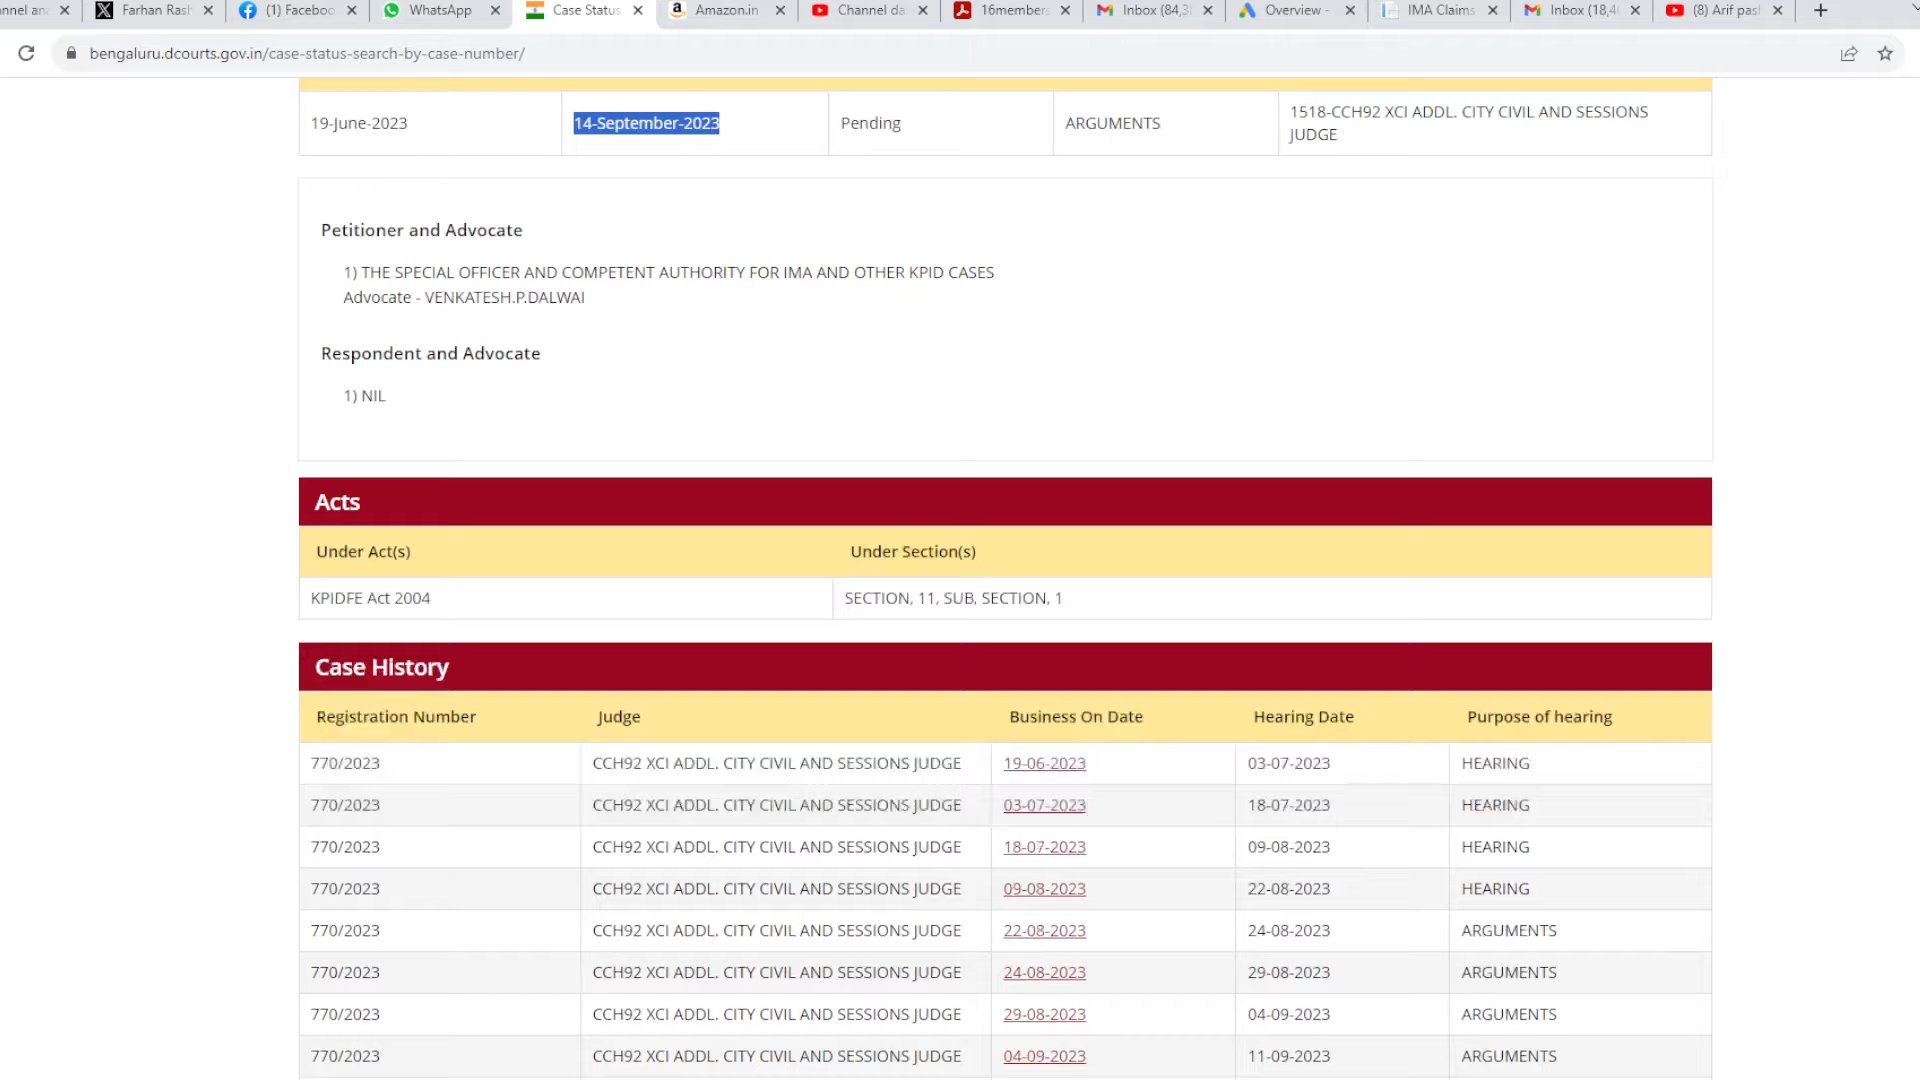 nnel an
Farhan Rash
(1) Faceboo
WhatsApp
Case Status
Amazon.in
Channel da
16members
Inbox (84,3
Overview -
IMA Claims
Inbox (18,4
(8) Arif pas
bengaluru.dcourts.gov.in/case-status-search-by-case-number/
19-June-2023 14-September-2023 Pending ARGUMENTS 1518-CCH92 XCI ADDL. CITY CIVIL AND SESSIONS
JUDGE
Petitioner and Advocate
1) THE SPECIAL OFFICER AND COMPETENT AUTHORITY FOR IMA AND OTHER KPID CASES
Advocate - VENKATESH.P.DALWAI
Respondent and Advocate
1) NIL
Acts
Under Act(s) Under Section(s)
KPIDFE Act 2004 SECTION, 11, SUB, SECTION, 1
Case History
Registration Number Judge Business On Date Hearing Date Purpose of hearing
770/2023 CCH92 XCI ADDL. CITY CIVIL AND SESSIONS JUDGE 19-06-2023 03-07-2023 HEARING
770/2023 CCH92 XCI ADDL. CITY CIVIL AND SESSIONS JUDGE 03-07-2023 18-07-2023 HEARING
770/2023 CCH92 XCI ADDL. CITY CIVIL AND SESSIONS JUDGE 18-07-2023 09-08-2023 HEARING
770/2023 CCH92 XCI ADDL. CITY CIVIL AND SESSIONS JUDGE 09-08-2023 22-08-2023 HEARING
770/2023 CCH92 XCI ADDL. CITY CIVIL AND SESSIONS JUDGE 22-08-2023 24-08-2023 ARGUMENTS
770/2023 CCH92 XCI ADDL. CITY CIVIL AND SESSIONS JUDGE 24-08-2023 29-08-2023 ARGUMENTS
770/2023 CCH92 XCI ADDL. CITY CIVIL AND SESSIONS JUDGE 29-08-2023 04-09-2023 ARGUMENTS
770/2023 CCH92 XCI ADDL. CITY CIVIL AND SESSIONS JUDGE 04-09-2023 11-09-2023 ARGUMENTS